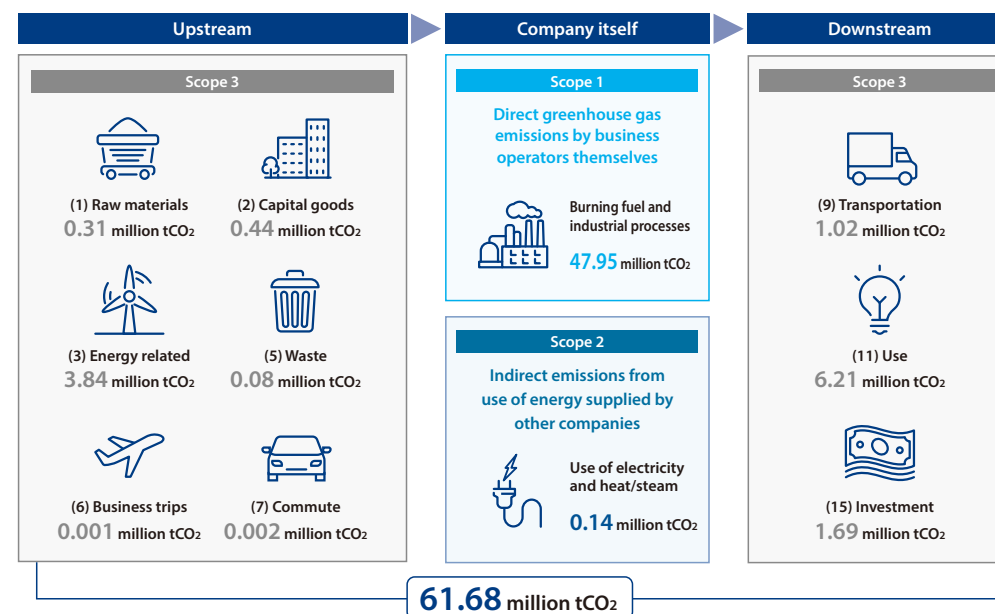 Upstream
Company itself
Downstream
Scope 3
(1) Raw materials
0.31 million tCO2
(2) Capital goods
0.44 million tCO2
(3) Energy related
3.84 million tCO2
(5) Waste
0.08 million tCO2
(6) Business trips
0.001 million tCO2
(7) Commute
0.002 million tCO2
Scope 1
Direct greenhouse gas
emissions by business
operators themselves
Burning fuel and
industrial processes
47.95 million tCO2
Scope 2
Indirect emissions from
use of energy supplied by
other companies
Use of electricity
and heat/steam
0.14 million tCO2
Scope 3
(9) Transportation
1.02 million tCO2
(11) Use
6.21 million tCO2
(15) Investment
1.69 million tCO2
61.68 million tCO2